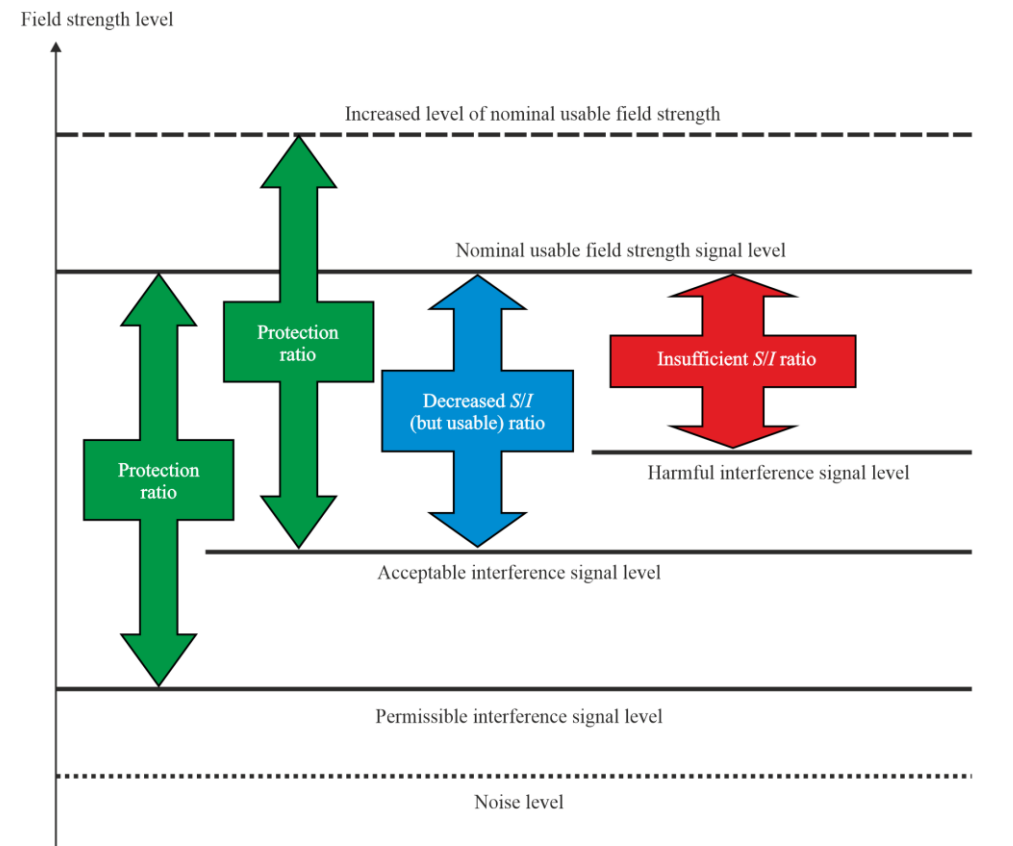 Field strength level
Increased level of nominal usable field strength
Nominal usable field strength signal level
Protection
ratio
Insufficient S/I ratio
Decreased S/I
(but usable) ratio
Protection
ratio
Harmful interference signal level
Acceptable interference signal level
Permissible interference signal level
Noise level